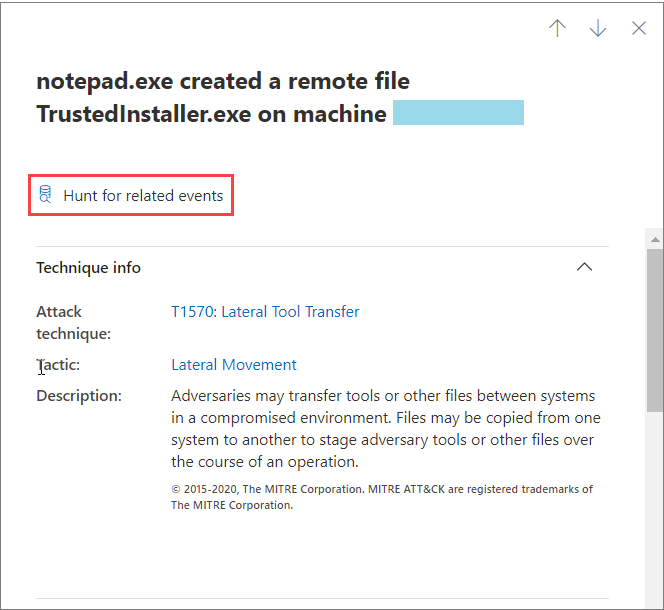 notepad.exe created a remote file
TrustedInstaller.exe on machine
Hunt for related events
Technique info
Attack
technique:
T1570: Lateral Tool Transfer
Tactic:
Lateral Movement
Description:
Adversaries may transfer tools or other files between systems
in a compromised environment. Files may be copied from one
system to another to stage adversary tools or other files over
the course of an operation.
© 2015-2020, The MITRE Corporation. MITRE ATT&CK are registered trademarks of
The MITRE Corporation.